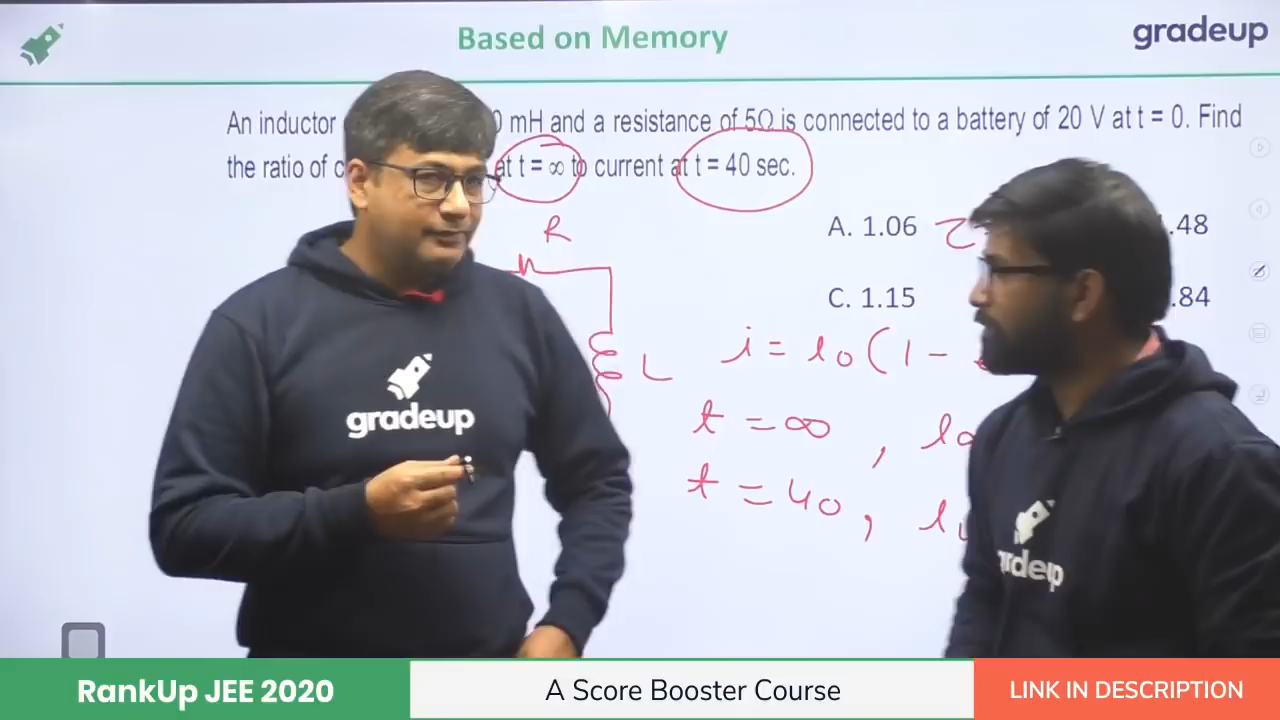 Based on Memory
gradeup
An inductor 0 mH and a resistance of 5Ω is connected to a battery of 20 V at t = 0. Find
the ratio of c at t = ∞ to current at t = 40 sec.
R
A. 1.06
.48
C. 1.15
.84
L
i = i0 (1 -
t = ∞ ,
t = 40 ,
gradeup
gradeup
RankUp JEE 2020
A Score Booster Course
LINK IN DESCRIPTION